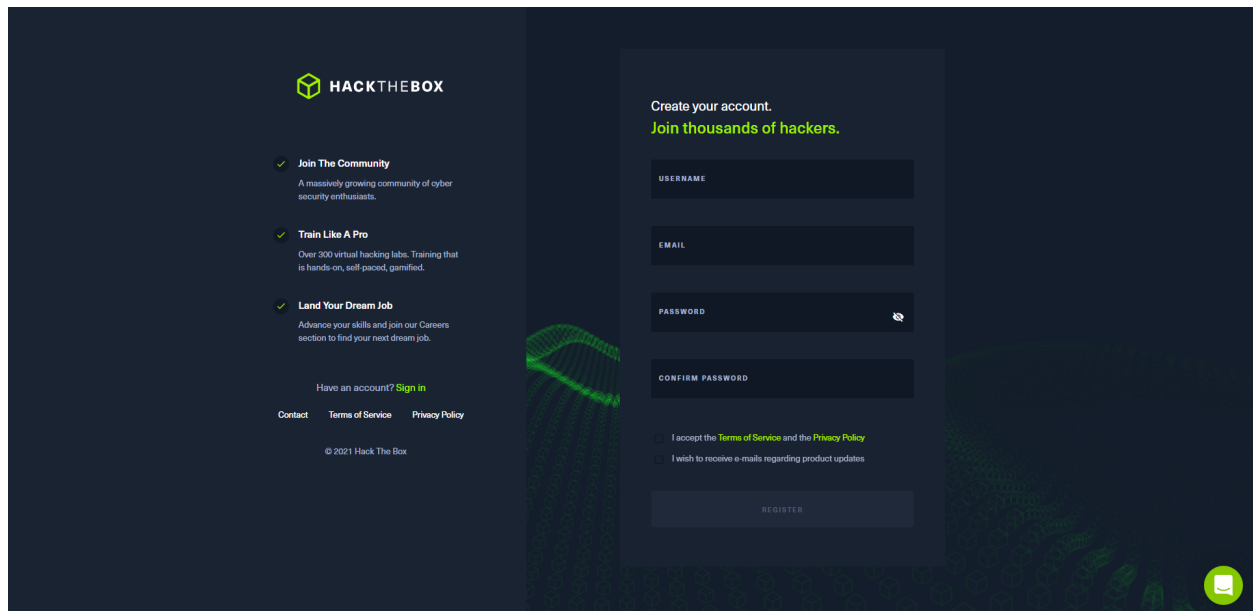 HACKTHEBOX
Join The Community
A massively growing community of cyber
security enthusiasts.
Train Like A Pro
Over 300 virtual hacking labs. Training that
is hands-on, self-paced, gamified.
Land Your Dream Job
Advance your skills and join our Careers
section to find your next dream job.
Have an account? Sign in
Contact Terms of Service Privacy Policy
© 2021 Hack The Box
Create your account.
Join thousands of hackers.
USERNAME
EMAIL
PASSWORD
CONFIRM PASSWORD
I accept the Terms of Service and the Privacy Policy
I wish to receive e-mails regarding product updates
REGISTER